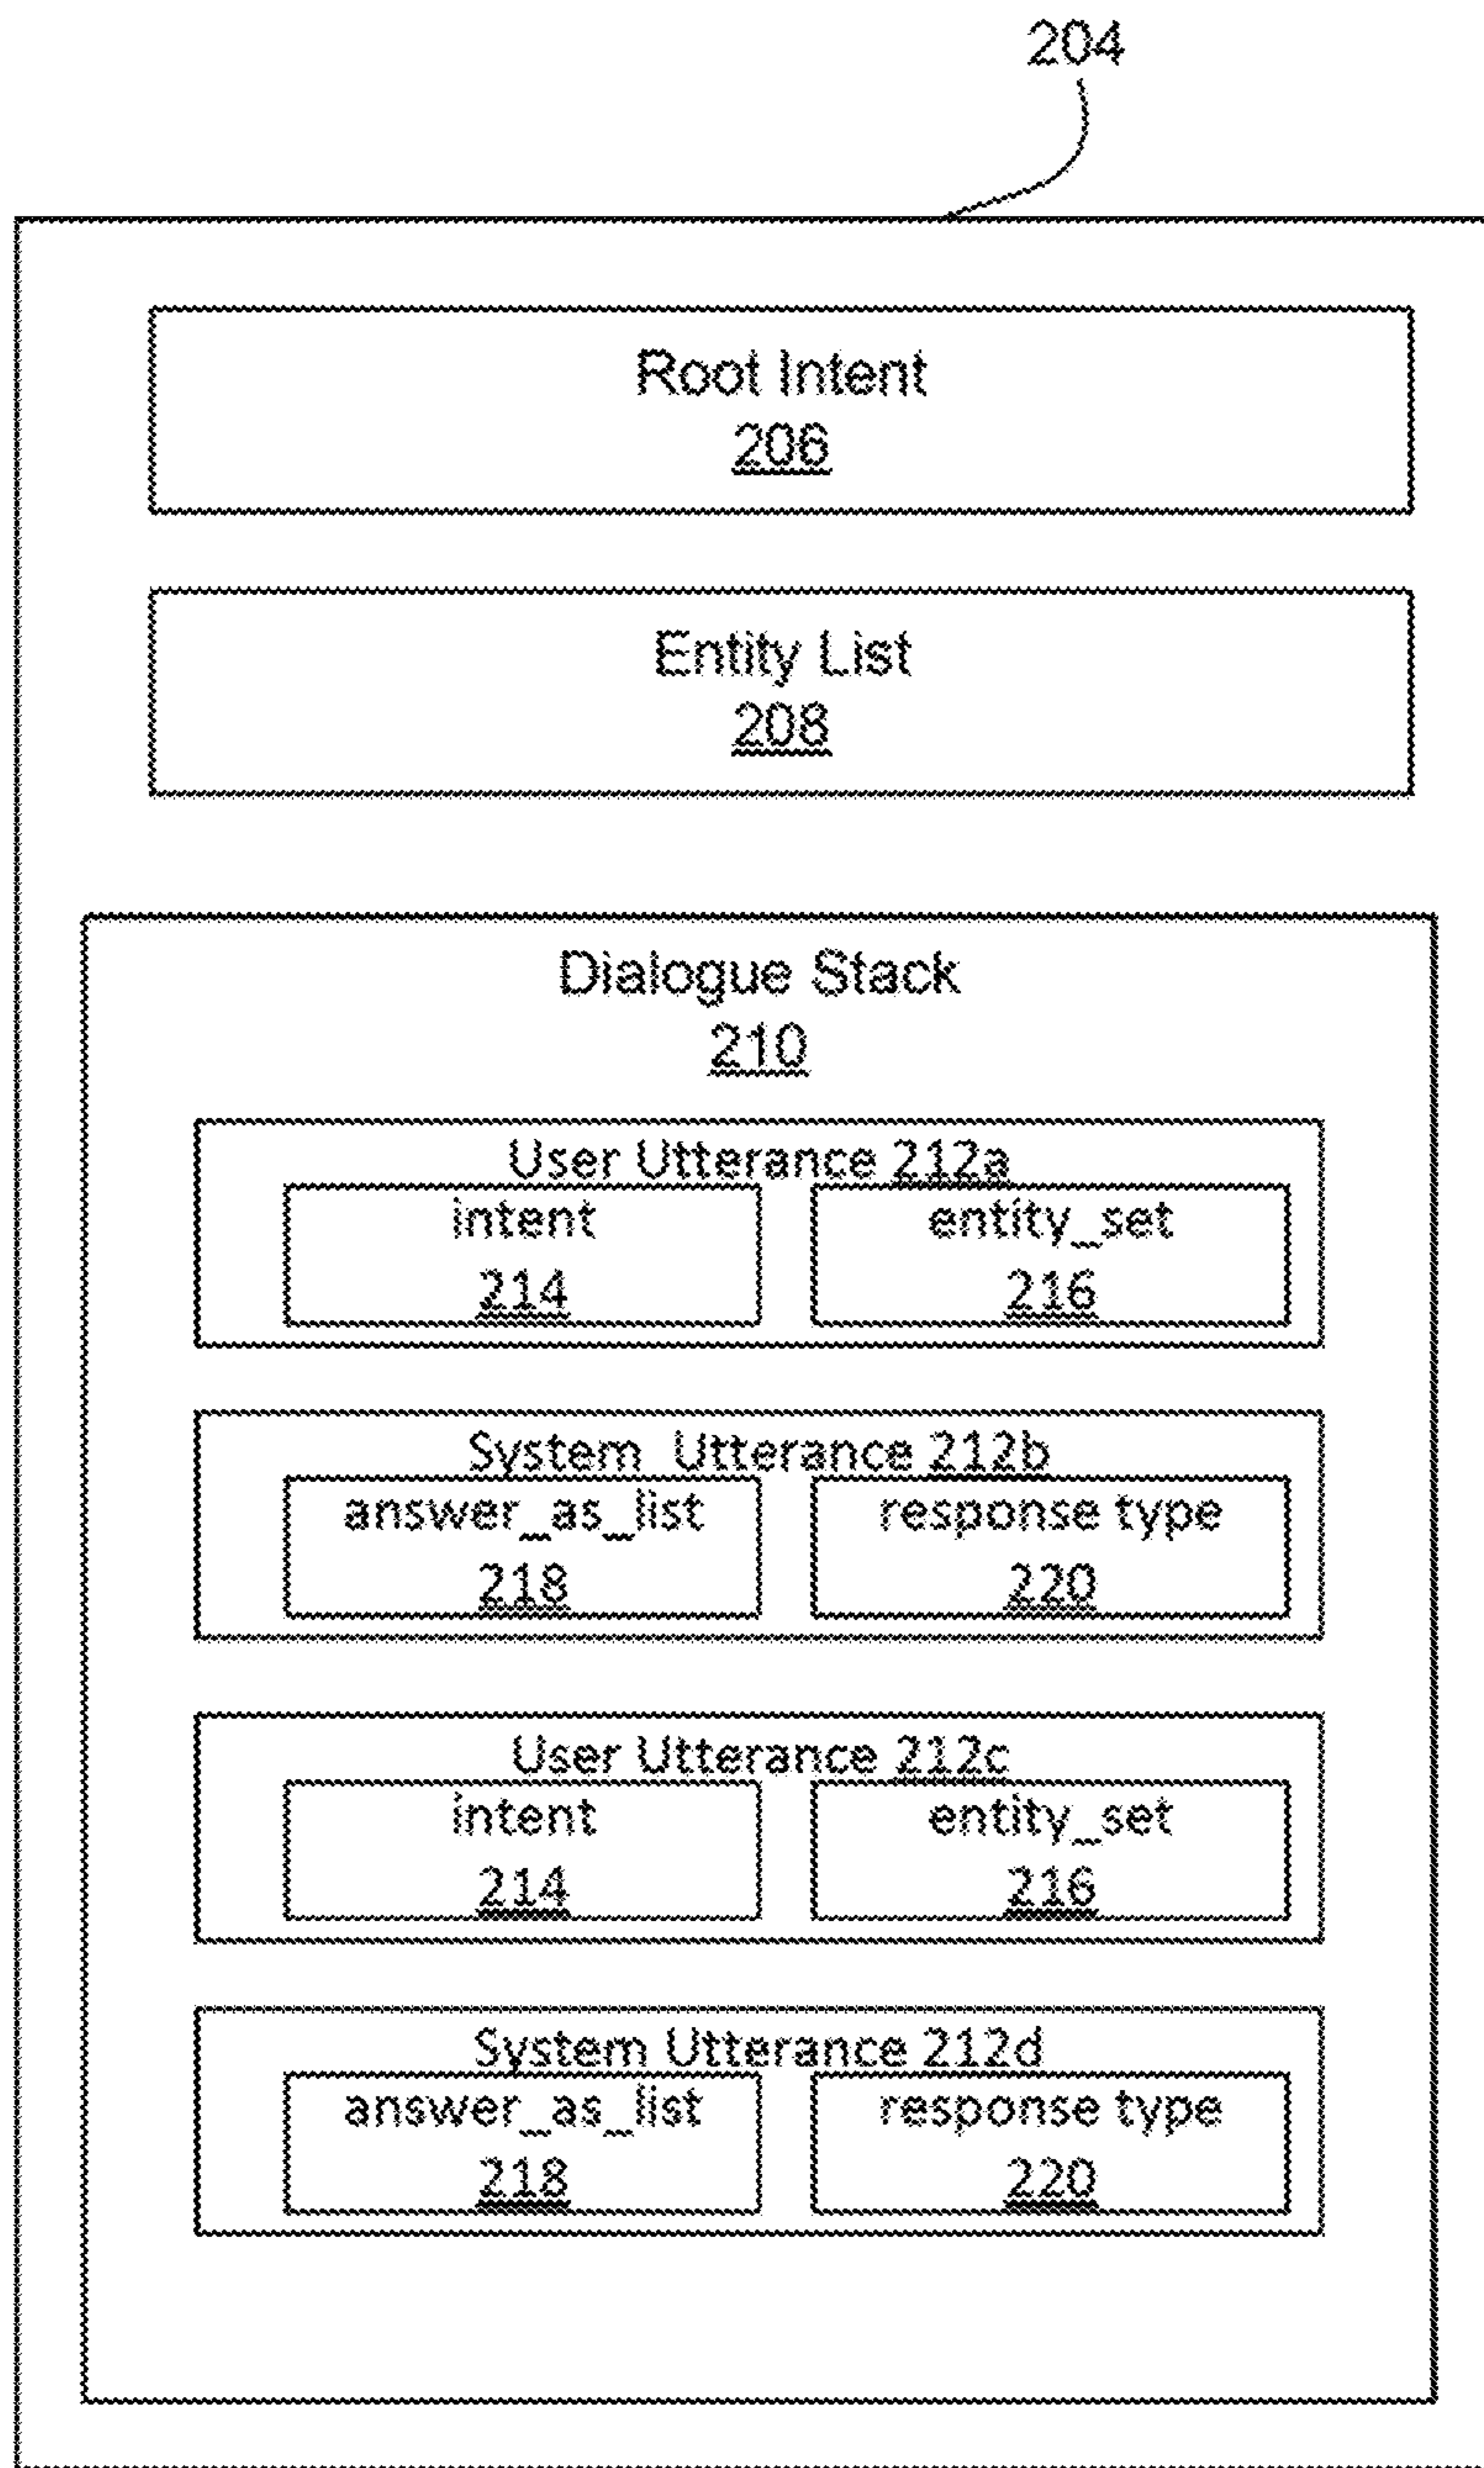 204
Root Intent
206
Entity List
208
Dialogue Stack
210
User Utterance 212a
intent entity_set
214 216
System Utterance 212b
answer_as_list response type
218 220
User Utterance 212c
intent entity_set
214 216
System Utterance 212d
answer_as_list response type
218 220